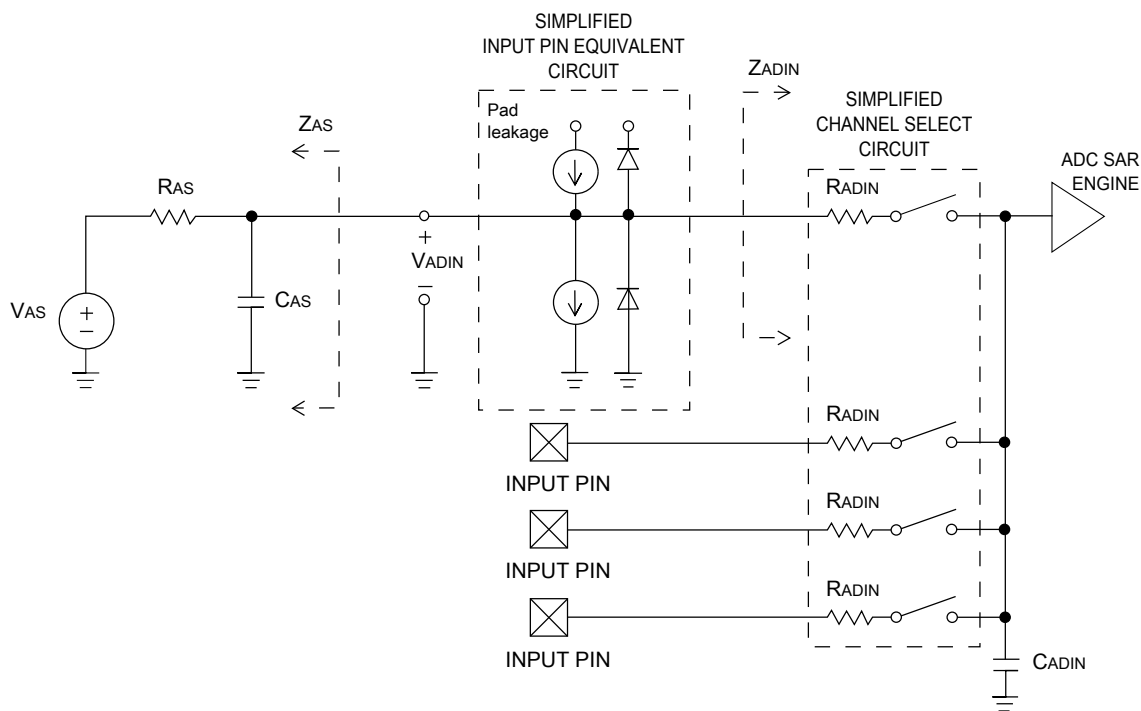 SIMPLIFIED
INPUT PIN EQUIVALENT
CIRCUIT
ZADIN
SIMPLIFIED
CHANNEL SELECT
CIRCUIT
Pad
leakage
ZAS
ADC SAR
ENGINE
RAS
RADIN
+
VADIN
–
CAS
VAS
+
–
RADIN
INPUT PIN
RADIN
INPUT PIN
RADIN
INPUT PIN
CADIN